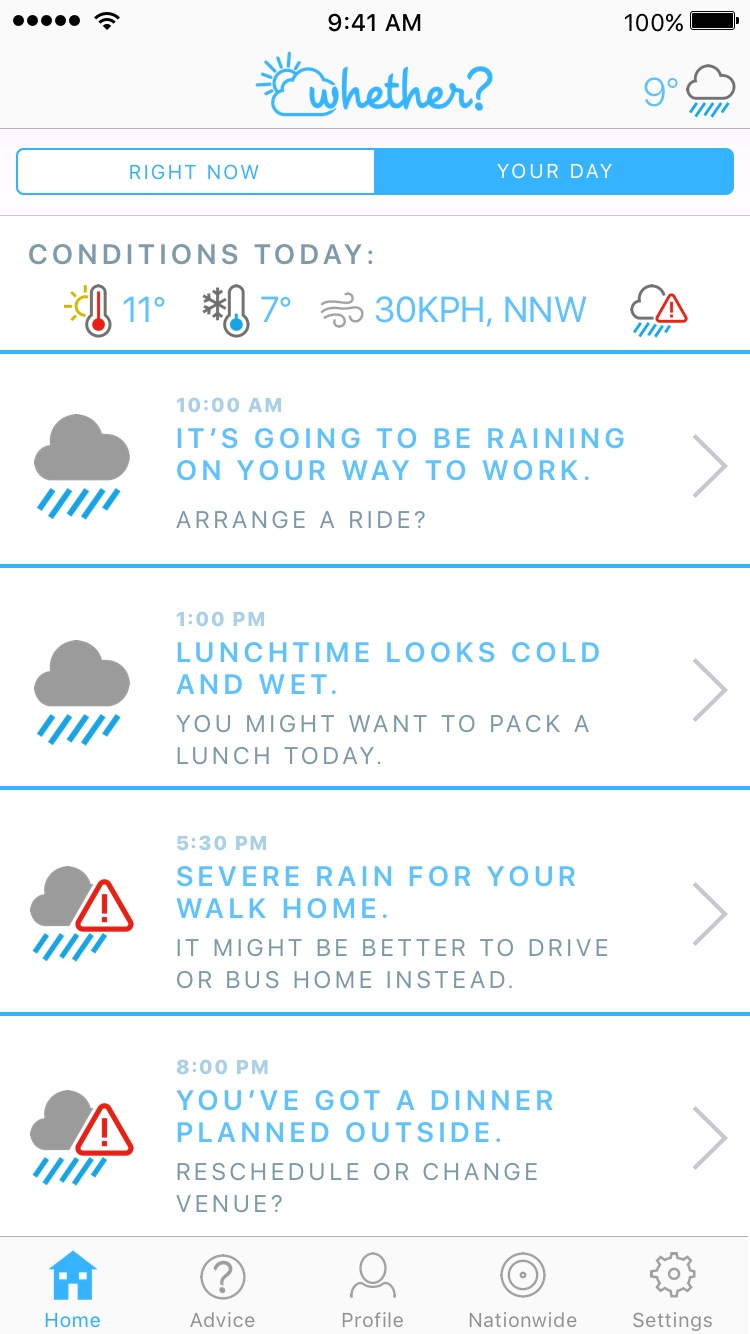 9:41 AM
100%
whether?
9°
RIGHT NOW
YOUR DAY
CONDITIONS TODAY:
11°
7°
30KPH, NNW
10:00 AM
IT'S GOING TO BE RAINING
ON YOUR WAY TO WORK.
ARRANGE A RIDE?
1:00 PM
LUNCHTIME LOOKS COLD
AND WET.
YOU MIGHT WANT TO PACK A
LUNCH TODAY.
5:30 PM
SEVERE RAIN FOR YOUR
WALK HOME.
IT MIGHT BE BETTER TO DRIVE
OR BUS HOME INSTEAD.
8:00 PM
YOU'VE GOT A DINNER
PLANNED OUTSIDE.
RESCHEDULE OR CHANGE
VENUE?
Home
Advice
Profile
Nationwide
Settings